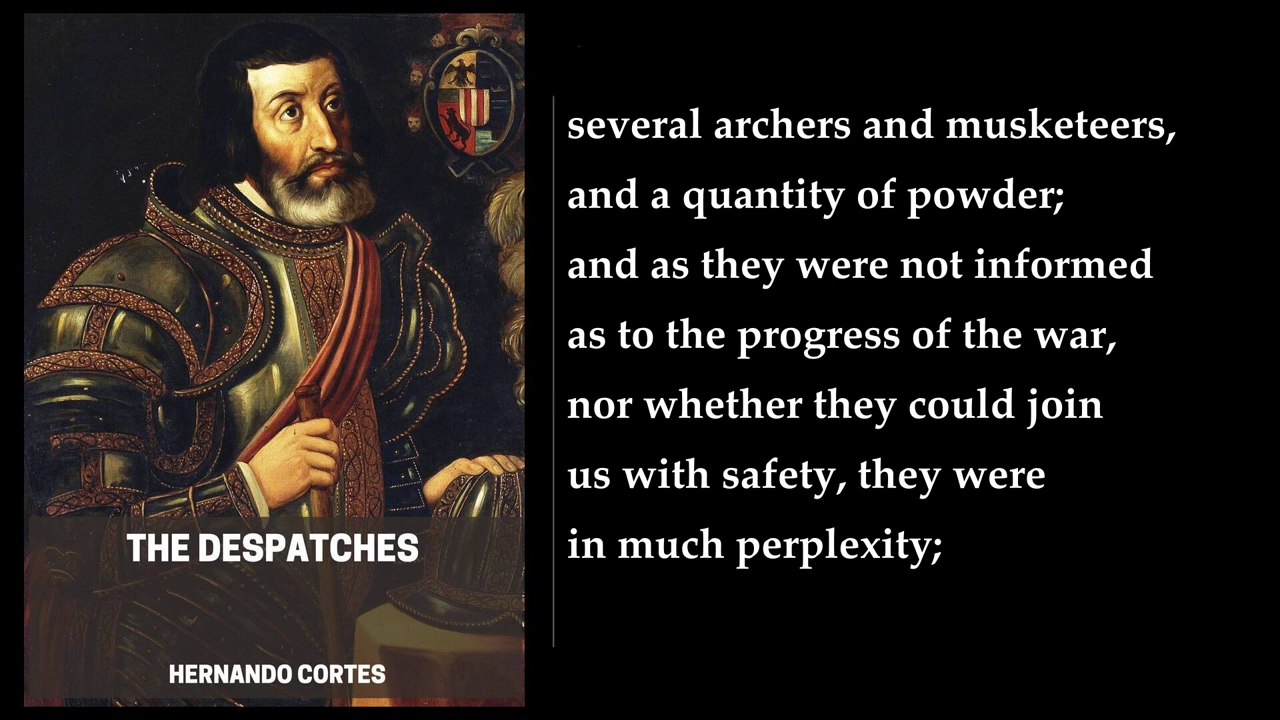 THE DESPATCHES
HERNANDO CORTES
several archers and musketeers,
and a quantity of powder;
and as they were not informed
as to the progress of the war,
nor whether they could join
us with safety, they were
in much perplexity;